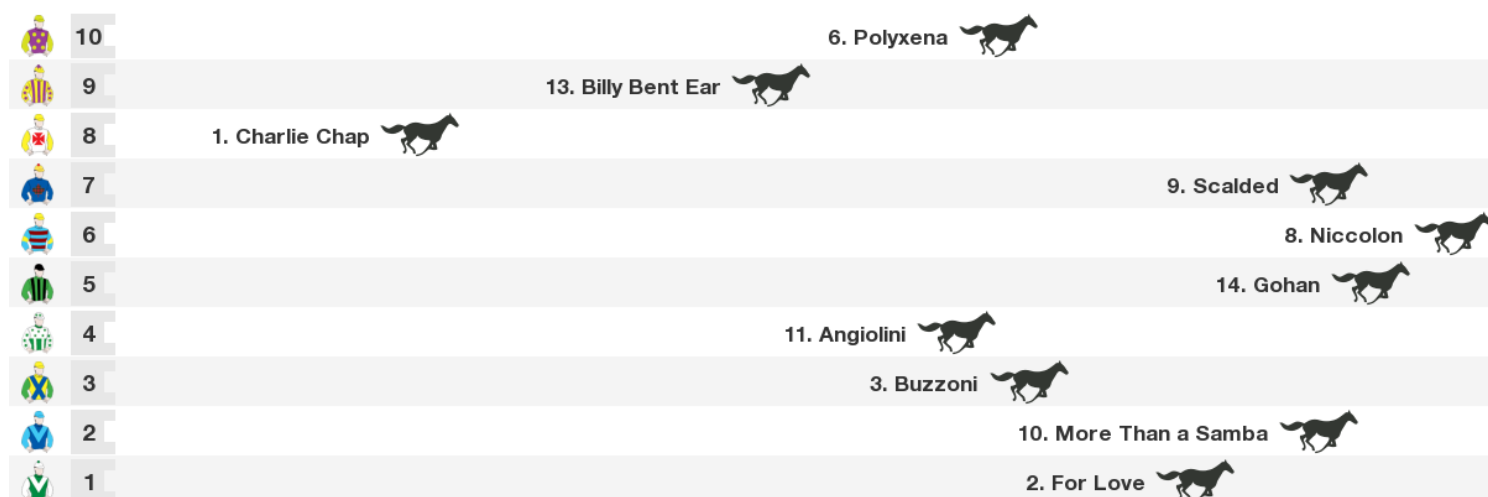 10 6. Polyxena
9 13. Billy Bent Ear
8 1. Charlie Chap
7 9. Scalded
6 8. Niccolon
5 14. Gohan
4 11. Angiolini
3 3. Buzzoni
2 10. More Than a Samba
1 2. For Love